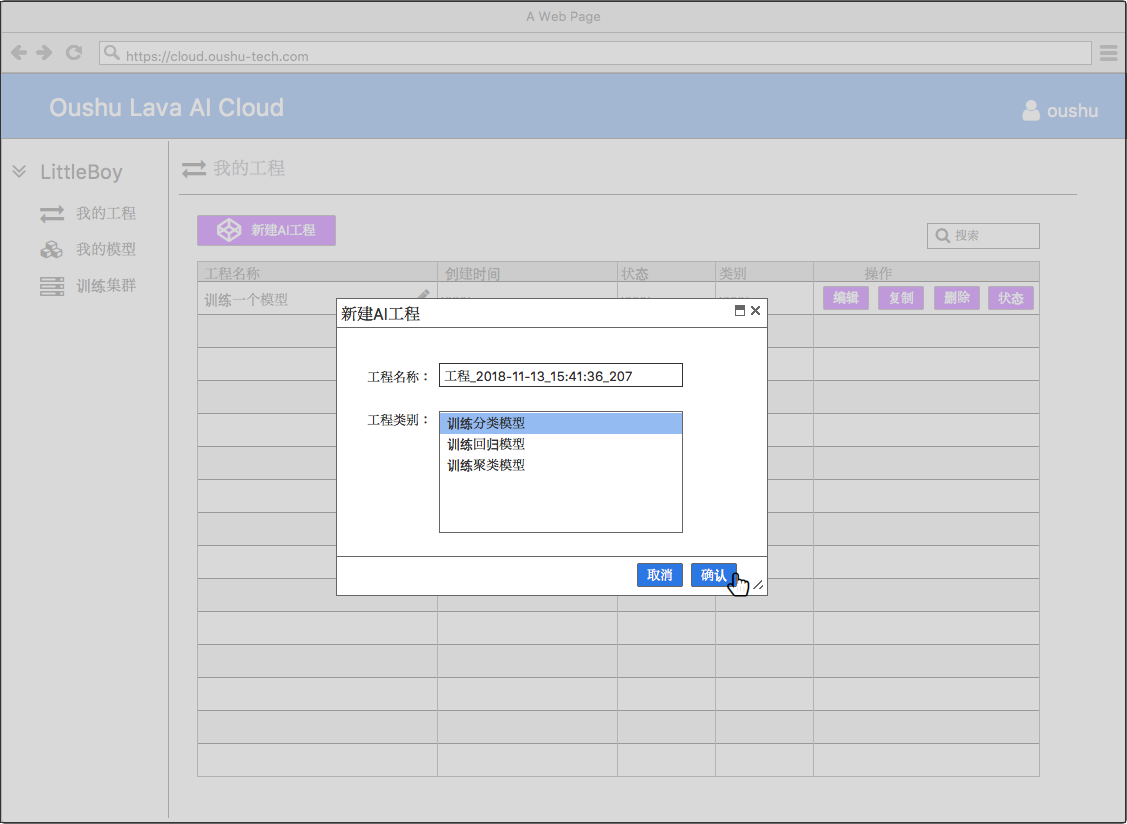 A Web Page
https://cloud.oushu-tech.com
Oushu Lava AI Cloud
oushu
LittleBoy
我的工程
我的模型
训练集群
我的工程
新建AI工程
搜索
工程名称 创建时间 状态 类别 操作
训练一个模型 编辑 复制 删除 状态
新建AI工程
工程名称：
工程_2018-11-13_15:41:36_207
工程类别：
训练分类模型
训练回归模型
训练聚类模型
取消 确认